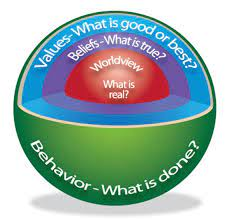 Values- What is good or best?
Beliefs - What is true?
Worldview
What is
real?
Behavior - What is done?